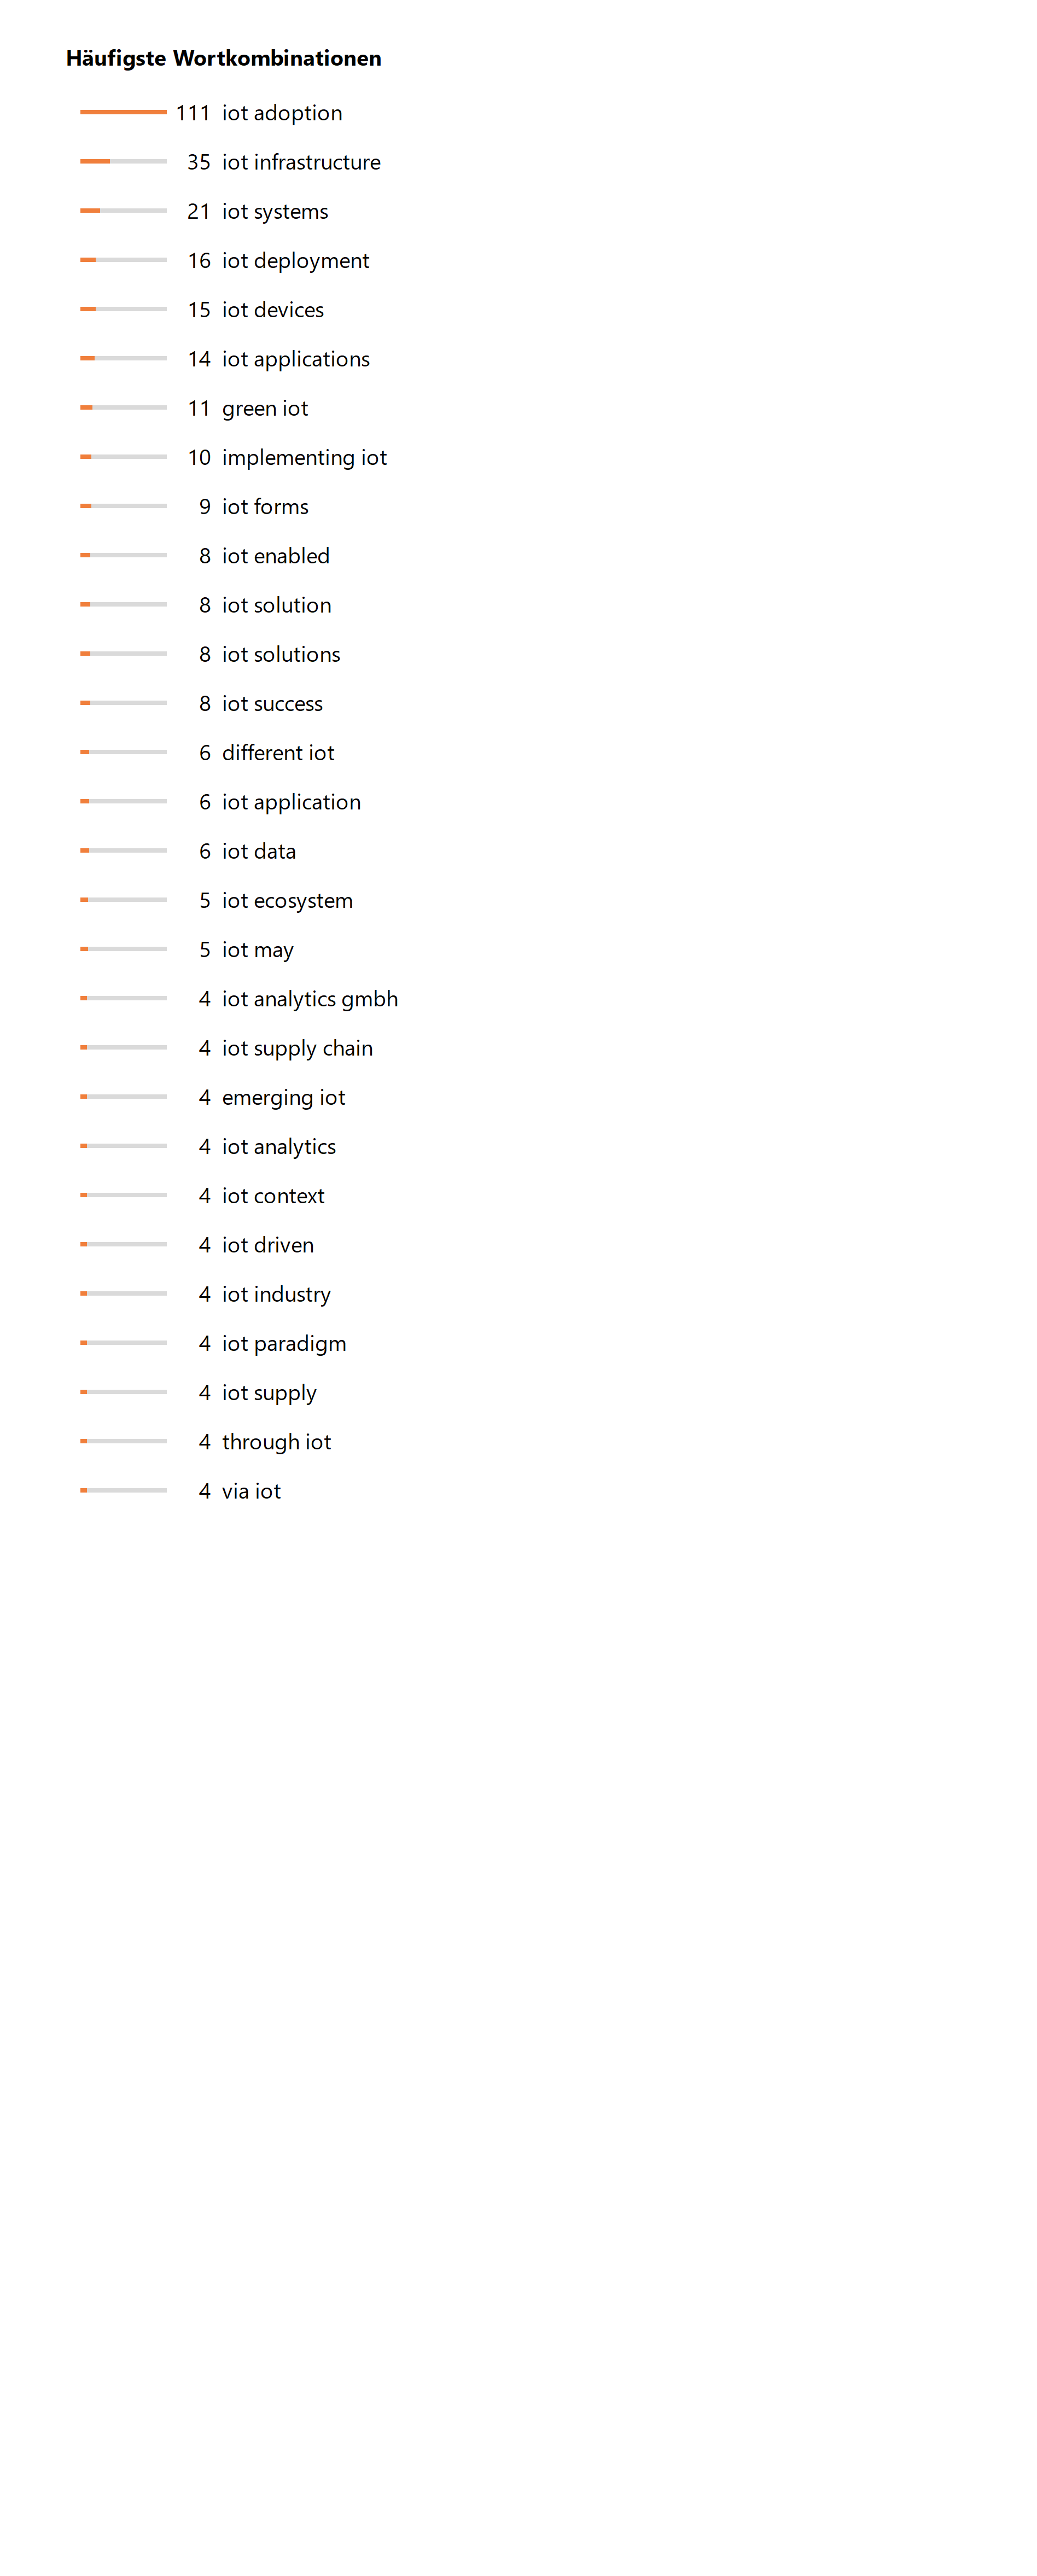 Häufigste Wortkombinationen
111 iot adoption
35 iot infrastructure
21 iot systems
16 iot deployment
15 iot devices
14 iot applications
11 green iot
10 implementing iot
9 iot forms
8 iot enabled
8 iot solution
8 iot solutions
8 iot success
6 different iot
6 iot application
6 iot data
5 iot ecosystem
5 iot may
4 iot analytics gmbh
4 iot supply chain
4 emerging iot
4 iot analytics
4 iot context
4 iot driven
4 iot industry
4 iot paradigm
4 iot supply
4 through iot
4 via iot